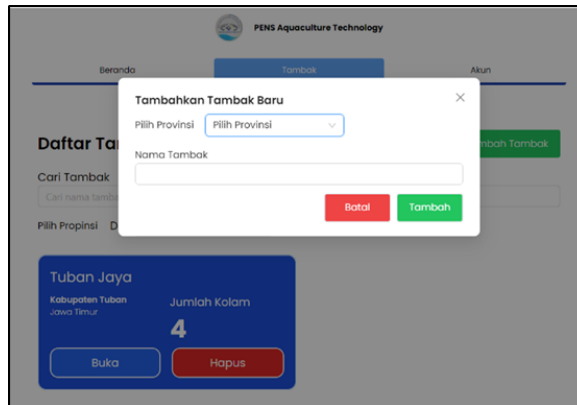 PENS Aquaculture Technology
Beranda Tambak Akun
Tambahkan Tambak Baru
Pilih Provinsi Pilih Provinsi
Daftar Ta mbah Tambak
Nama Tambak
Cari Tambak
Cari nama tamba
Batal Tambah
Pilih Propinsi D
Tuban Jaya
Kabupaten Tuban Jumlah Kolam
Jawa Timur
4
Buka Hapus